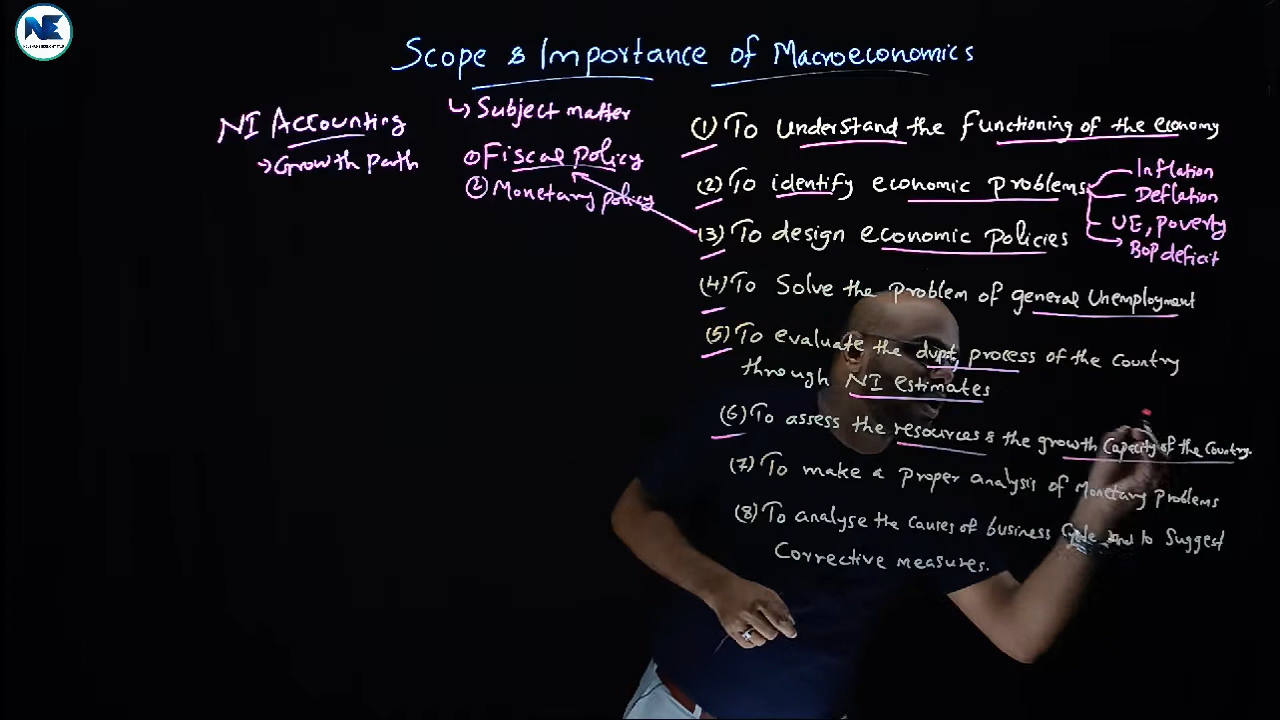 NE
Scope & Importance of Macroeconomics
↳ Subject matter
NI Accounting
→ Growth path
① Fiscal policy
② Monetary policy
(1) To understand the functioning of the economy
(2) To identify economic problems
Inflation
Deflation
UE, poverty
BOP deficit
(3) To design economic policies
(4) To Solve the problem of general Unemployment
(5) To evaluate the dvpt, process of the Country
through NI estimates
(6) To assess the resources & the growth Capacity of the Country.
(7) To make a proper analysis of Monetary Problems
(8) To analyse the causes of business Cycle and to Suggest
Corrective measures.